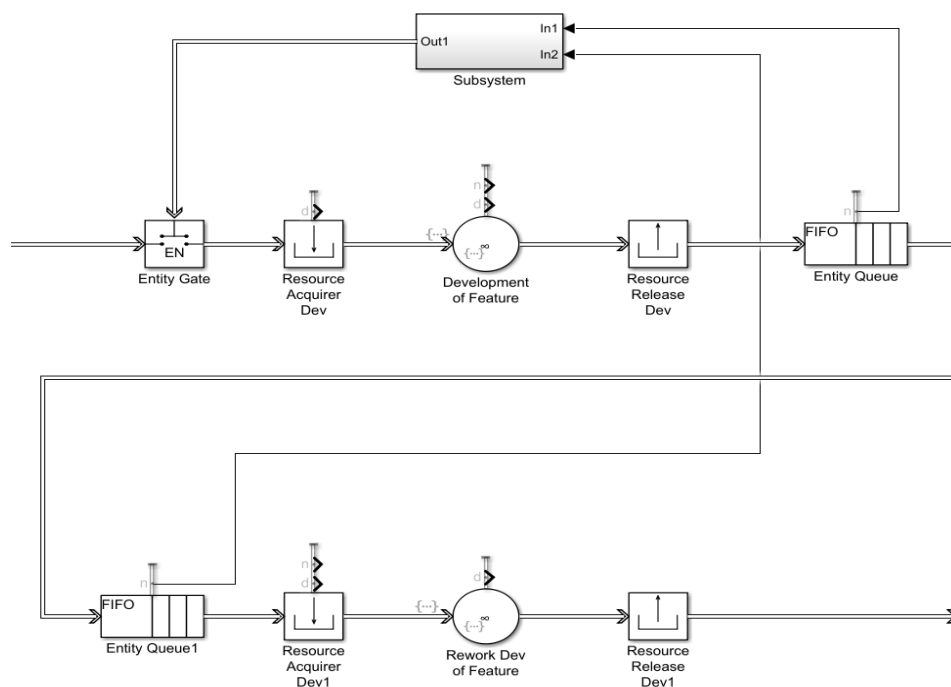 In1
Out1
In2
Subsystem
n
d
d
n
{...}
FIFO
EN
{...}
∞
Entity Gate
Resource
Acquirer
Dev
Development
of Feature
Resource
Release
Dev
Entity Queue
n
n
d
d
{...}
FIFO
{...}
∞
Entity Queue1
Resource
Acquirer
Dev1
Rework Dev
of Feature
Resource
Release
Dev1